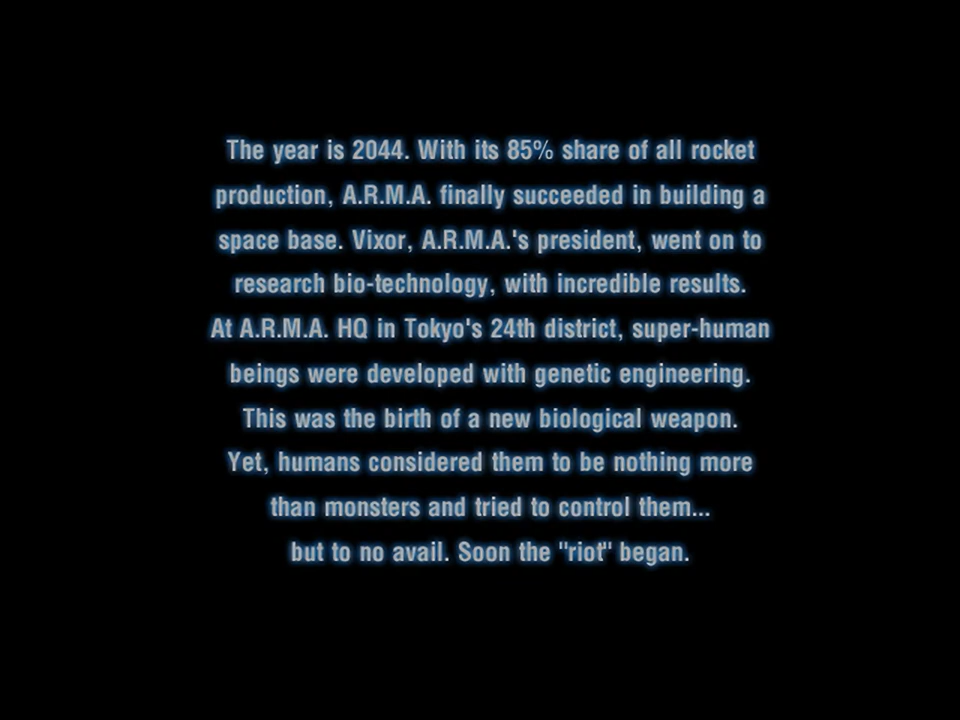 The year is 2044. With its 85% share of all rocket
production, A.R.M.A. finally succeeded in building a
space base. Vixor, A.R.M.A.'s president, went on to
research bio-technology, with incredible results.
At A.R.M.A. HQ in Tokyo's 24th district, super-human
beings were developed with genetic engineering.
This was the birth of a new biological weapon.
Yet, humans considered them to be nothing more
than monsters and tried to control them...
but to no avail. Soon the "riot" began.